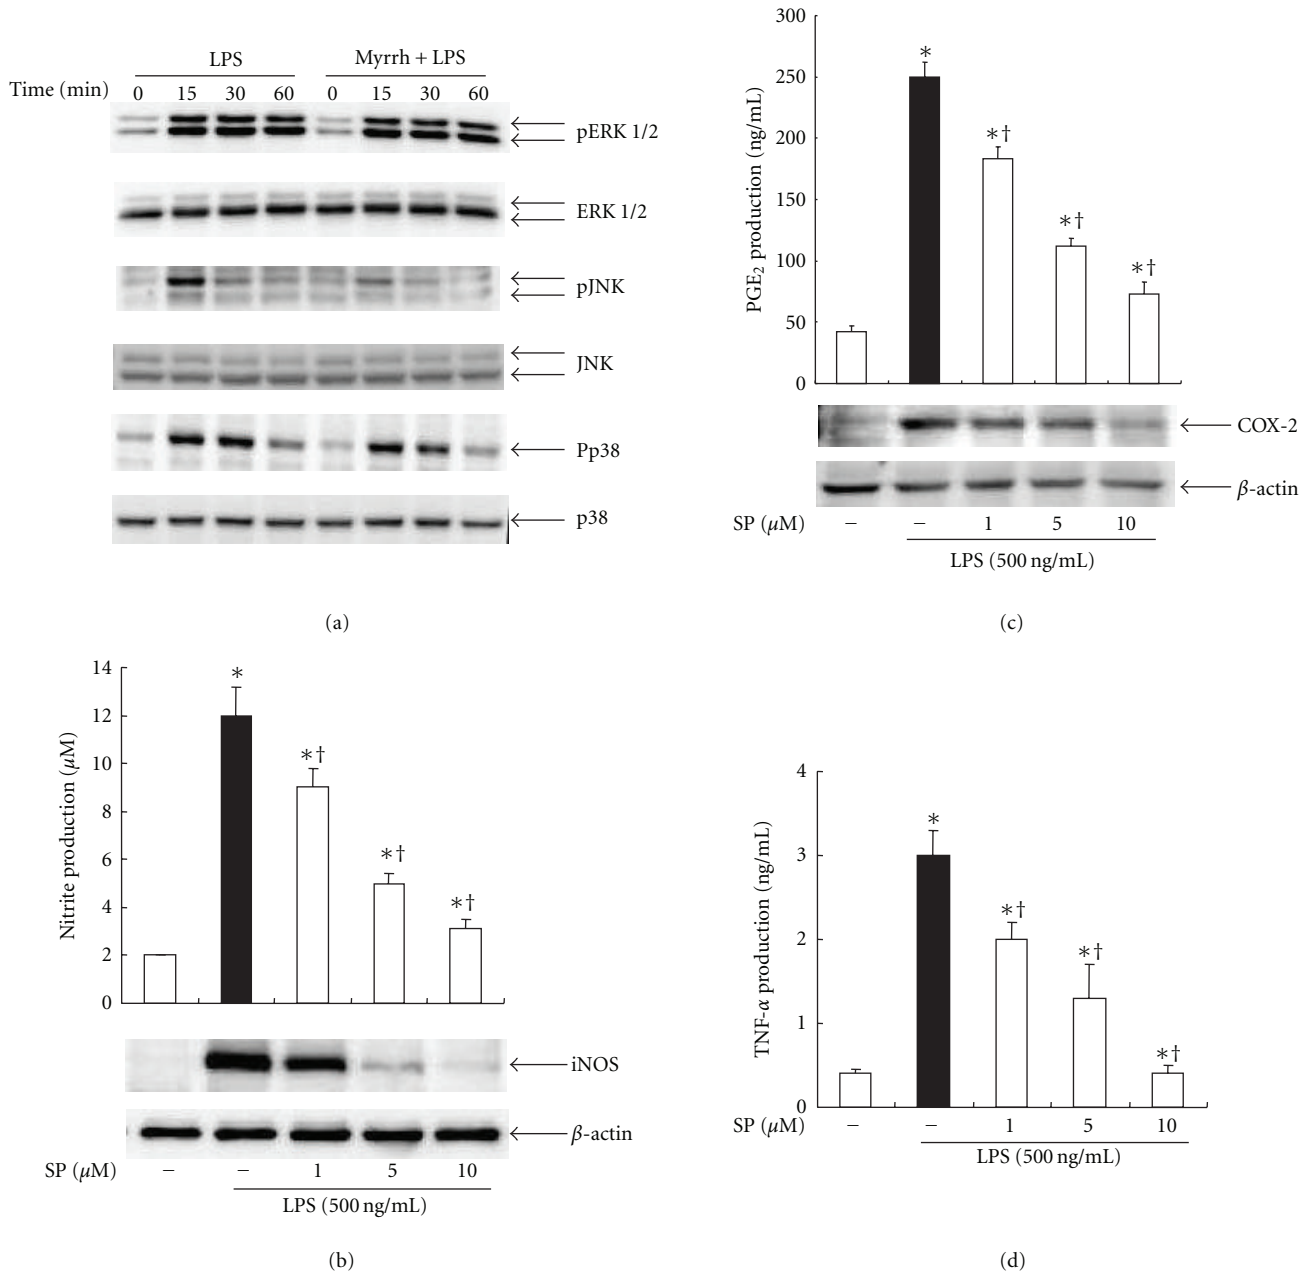 LPS Myrrh + LPS
Time (min) 0 15 30 60 0 15 30 60
pERK 1/2
ERK 1/2
pJNK
JNK
Pp38
p38
(a)
14
12
10
8
6
4
2
0
Nitrite production (μM)
*
*†
*†
*†
iNOS
β-actin
SP (μM) − − 1 5 10
LPS (500 ng/mL)
(b)
300
250
200
150
100
50
0
PGE₂ production (ng/mL)
*
*†
*†
*†
COX-2
β-actin
SP (μM) − − 1 5 10
LPS (500 ng/mL)
(c)
4
3
2
1
0
TNF-α production (ng/mL)
*
*†
*†
*†
SP (μM) − − 1 5 10
LPS (500 ng/mL)
(d)